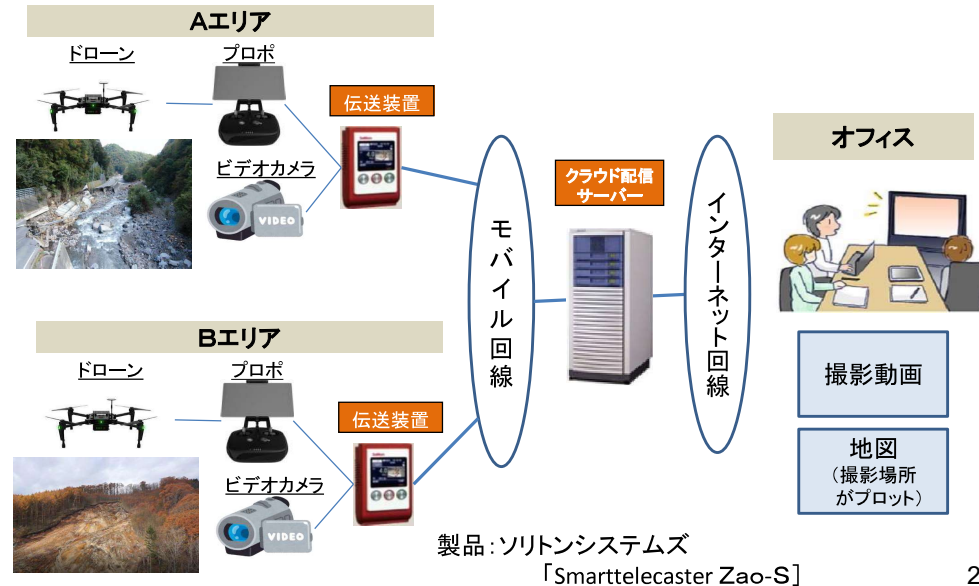 Aエリア
ドローン
プロポ
伝送装置
ビデオカメラ
VIDEO
Bエリア
ドローン
プロポ
伝送装置
ビデオカメラ
VIDEO
モバイル回線
クラウド配信
サーバー
インターネット回線
オフィス
撮影動画
地図
(撮影場所
がプロット)
製品:ソリトンシステムズ
「Smarttelecaster Zao-S]
2